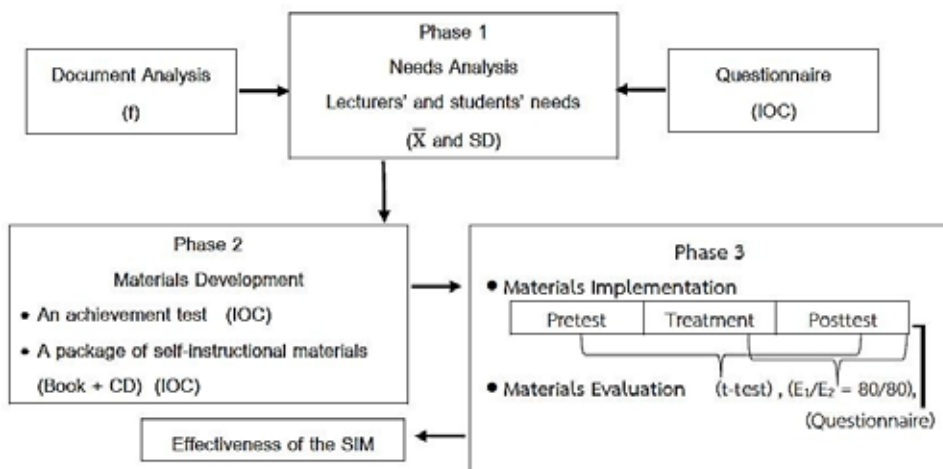 Phase 1
Needs Analysis
Lecturers' and students' needs
(X̅ and SD)
Document Analysis
(f)
Questionnaire
(IOC)
Phase 2
Materials Development
• An achievement test (IOC)
• A package of self-instructional materials
(Book + CD) (IOC)
Phase 3
• Materials Implementation
Pretest Treatment Posttest
• Materials Evaluation (t-test) , (E₁/E₂ = 80/80),
(Questionnaire)
Effectiveness of the SIM